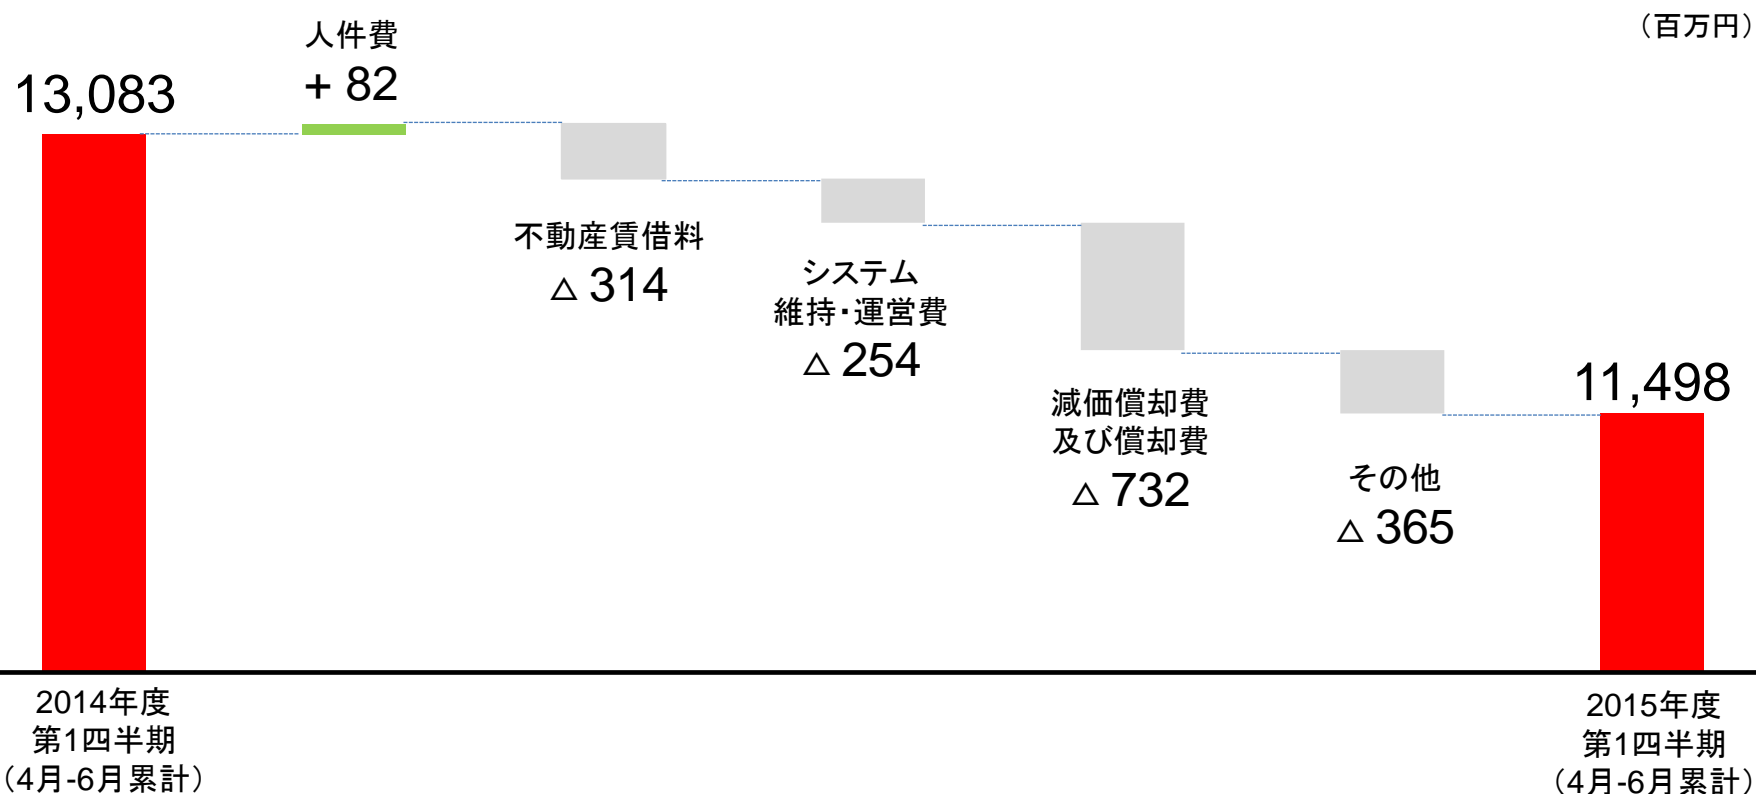 （百万円）
13,083
人件費
+ 82
不動産賃借料
△ 314
システム
維持・運営費
△ 254
減価償却費
及び償却費
△ 732
その他
△ 365
11,498
2014年度
第1四半期
（4月-6月累計）
2015年度
第1四半期
（4月-6月累計）